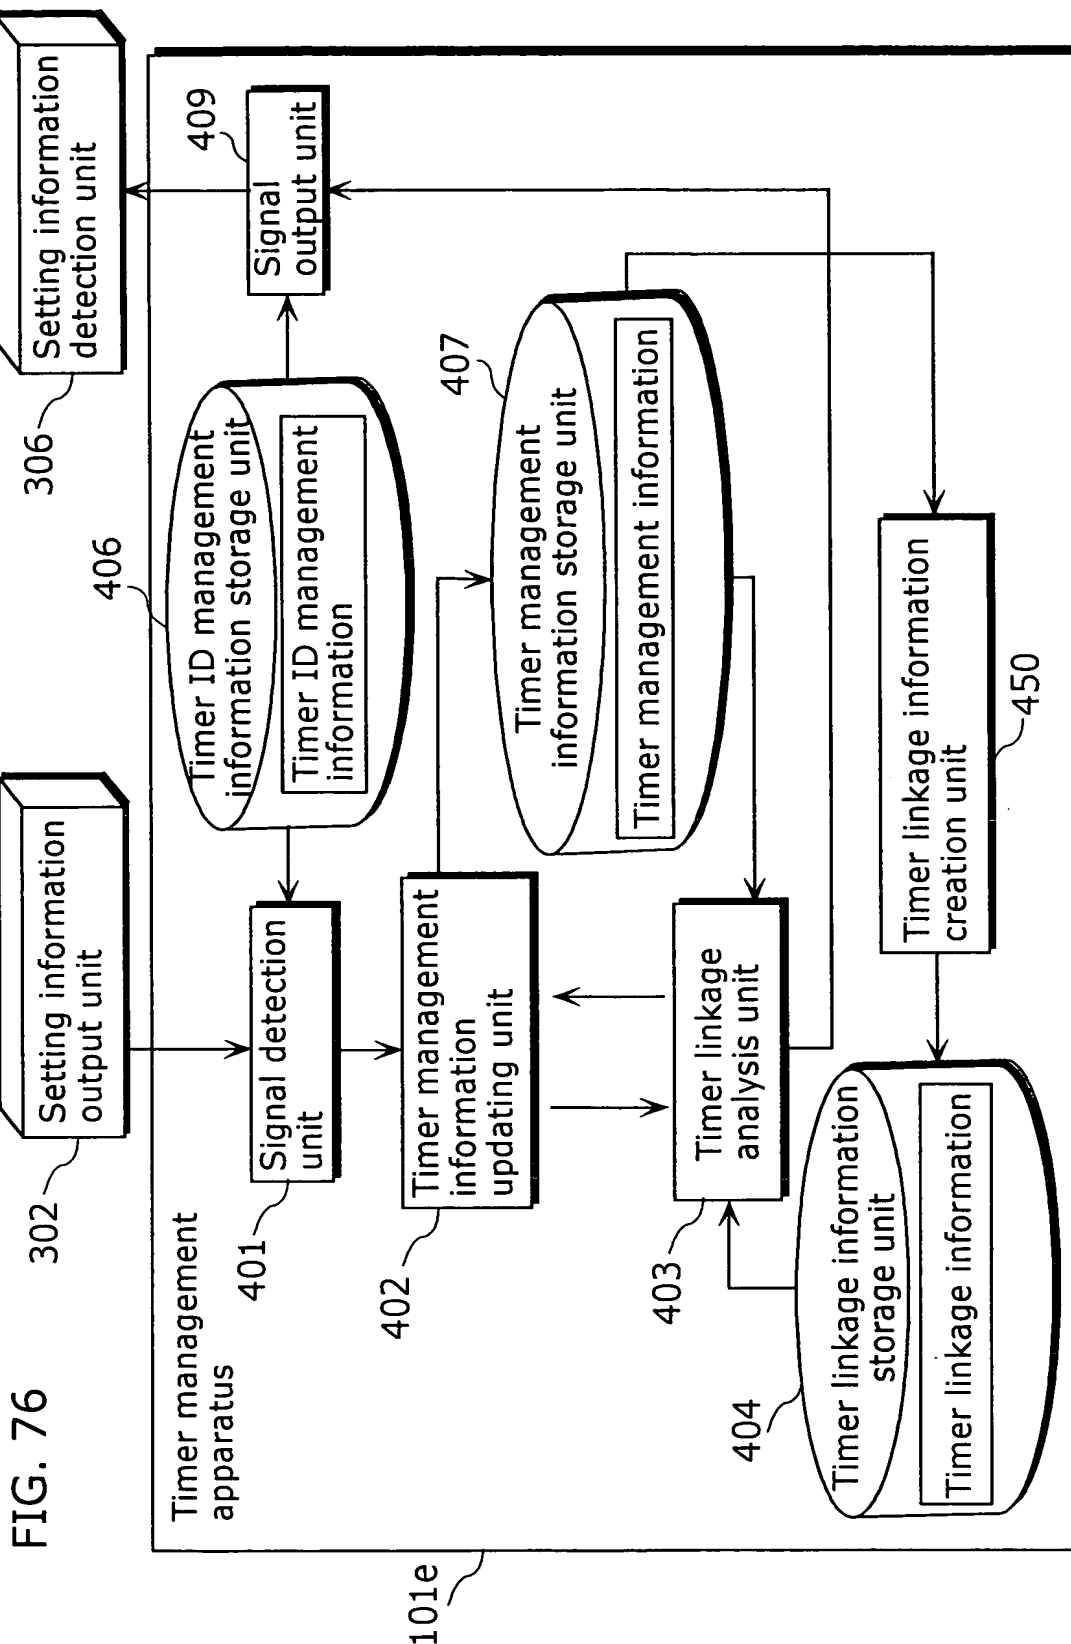 FIG. 76
302
Setting information
output unit
306
Setting information
detection unit
101e
Timer management
apparatus
401
Signal detection
unit
406
Timer ID management
information storage unit
Timer ID management
information
409
Signal
output unit
402
Timer management
information
updating unit
407
Timer management
information storage unit
Timer management information
403
Timer linkage
analysis unit
404
Timer linkage information
storage unit
Timer linkage information
Timer linkage information
creation unit
450